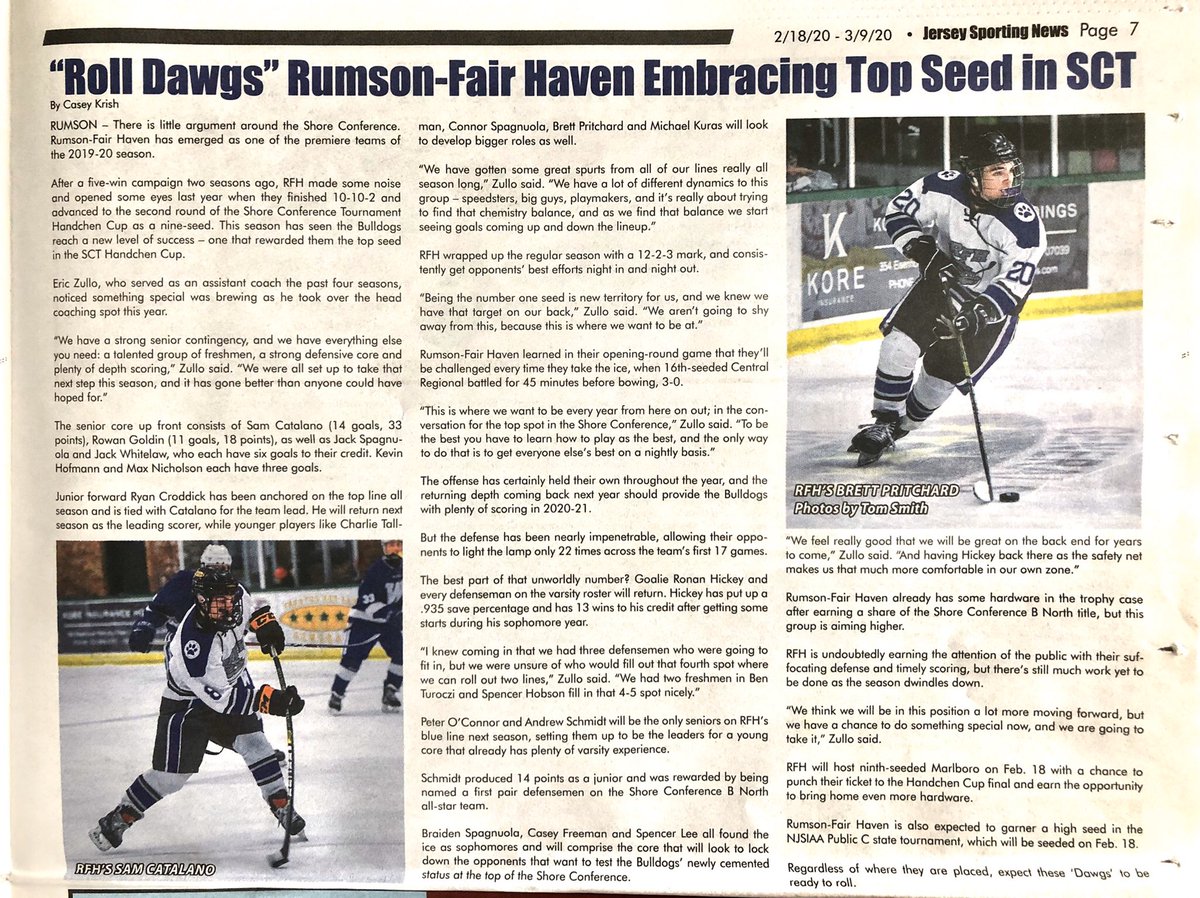 2/18/20 - 3/9/20 • Jersey Sporting News Page 7
“Roll Dawgs” Rumson-Fair Haven Embracing Top Seed in SCT
By Casey Krish
RUMSON – There is little argument around the Shore Conference.
Rumson-Fair Haven has emerged as one of the premiere teams of
the 2019-20 season.
After a five-win campaign two seasons ago, RFH made some noise
and opened some eyes last year when they finished 10-10-2 and
advanced to the second round of the Shore Conference Tournament
Handchen Cup as a nine-seed. This season has seen the Bulldogs
reach a new level of success – one that rewarded them the top seed
in the SCT Handchen Cup.
Eric Zullo, who served as an assistant coach the past four seasons,
noticed something special was brewing as he took over the head
coaching spot this year.
“We have a strong senior contingency, and we have everything else
you need: a talented group of freshmen, a strong defensive core and
plenty of depth scoring,” Zullo said. “We were all set up to take that
next step this season, and it has gone better than anyone could have
hoped for.”
The senior core up front consists of Sam Catalano (14 goals, 33
points), Rowan Goldin (11 goals, 18 points), as well as Jack Spagnu-
ola and Jack Whitelaw, who each have six goals to their credit. Kevin
Hofmann and Max Nicholson each have three goals.
Junior forward Ryan Croddick has been anchored on the top line all
season and is tied with Catalano for the team lead. He will return next
season as the leading scorer, while younger players like Charlie Tall-
33
8
RFH'S SAM CATALANO
man, Connor Spagnuola, Brett Pritchard and Michael Kuras will look
to develop bigger roles as well.
“We have gotten some great spurts from all of our lines really all
season long,” Zullo said. “We have a lot of different dynamics to this
group – speedsters, big guys, playmakers, and it’s really about trying
to find that chemistry balance, and as we find that balance we start
seeing goals coming up and down the lineup.”
RFH wrapped up the regular season with a 12-2-3 mark, and consis-
tently get opponents’ best efforts night in and night out.
“Being the number one seed is new territory for us, and we knew we
have that target on our back,” Zullo said. “We aren’t going to shy
away from this, because this is where we want to be at.”
Rumson-Fair Haven learned in their opening-round game that they’ll
be challenged every time they take the ice, when 16th-seeded Central
Regional battled for 45 minutes before bowing, 3-0.
“This is where we want to be every year from here on out; in the con-
versation for the top spot in the Shore Conference,” Zullo said. “To be
the best you have to learn how to play as the best, and the only way
to do that is to get everyone else’s best on a nightly basis.”
The offense has certainly held their own throughout the year, and the
returning depth coming back next year should provide the Bulldogs
with plenty of scoring in 2020-21.
But the defense has been nearly impenetrable, allowing their oppo-
nents to light the lamp only 22 times across the team’s first 17 games.
The best part of that unworldly number? Goalie Ronan Hickey and
every defenseman on the varsity roster will return. Hickey has put up a
.935 save percentage and has 13 wins to his credit after getting some
starts during his sophomore year.
“I knew coming in that we had three defensemen who were going to
fit in, but we were unsure of who would fill out that fourth spot where
we can roll out two lines,” Zullo said. “We had two freshmen in Ben
Turoczi and Spencer Hobson fill in that 4-5 spot nicely.”
Peter O’Connor and Andrew Schmidt will be the only seniors on RFH’s
blue line next season, setting them up to be the leaders for a young
core that already has plenty of varsity experience.
Schmidt produced 14 points as a junior and was rewarded by being
named a first pair defensemen on the Shore Conference B North
all-star team.
Braiden Spagnuola, Casey Freeman and Spencer Lee all found the
ice as sophomores and will comprise the core that will look to lock
down the opponents that want to test the Bulldogs’ newly cemented
status at the top of the Shore Conference.
K
KORE
INSURANCE
INGS
07039
PHONE
20
20
RFH'S BRETT PRITCHARD
Photos by Tom Smith
“We feel really good that we will be great on the back end for years
to come,” Zullo said. “And having Hickey back there as the safety net
makes us that much more comfortable in our own zone.”
Rumson-Fair Haven already has some hardware in the trophy case
after earning a share of the Shore Conference B North title, but this
group is aiming higher.
RFH is undoubtedly earning the attention of the public with their suf-
focating defense and timely scoring, but there’s still much work yet to
be done as the season dwindles down.
“We think we will be in this position a lot more moving forward, but
we have a chance to do something special now, and we are going to
take it,” Zullo said.
RFH will host ninth-seeded Marlboro on Feb. 18 with a chance to
punch their ticket to the Handchen Cup final and earn the opportunity
to bring home even more hardware.
Rumson-Fair Haven is also expected to garner a high seed in the
NJSIAA Public C state tournament, which will be seeded on Feb. 18.
Regardless of where they are placed, expect these ‘Dawgs’ to be
ready to roll.